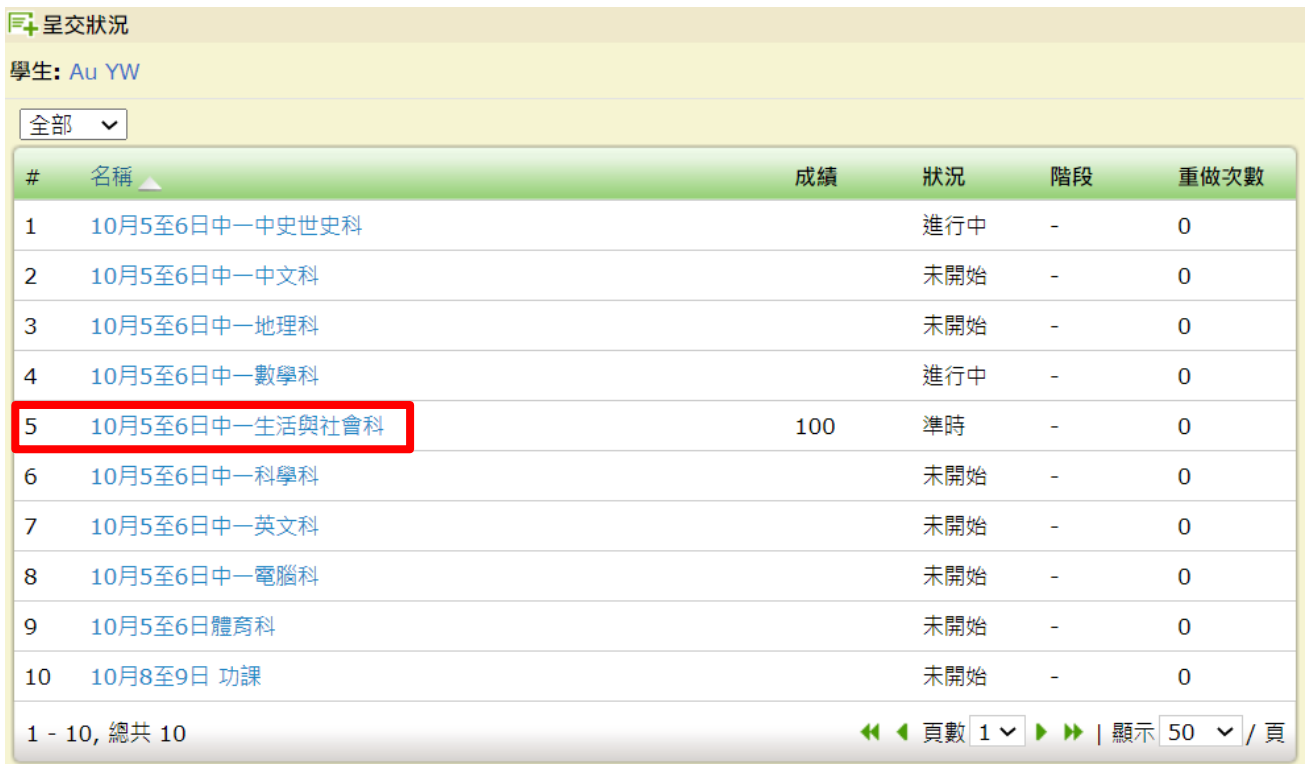 呈交狀況
學生: Au YW
全部
# 名稱 成績 狀況 階段 重做次數
1 10月5至6日中一中史世史科 進行中 - 0
2 10月5至6日中一中文科 未開始 - 0
3 10月5至6日中一地理科 未開始 - 0
4 10月5至6日中一數學科 進行中 - 0
5 10月5至6日中一生活與社會科 100 準時 - 0
6 10月5至6日中一科學科 未開始 - 0
7 10月5至6日中一英文科 未開始 - 0
8 10月5至6日中一電腦科 未開始 - 0
9 10月5至6日體育科 未開始 - 0
10 10月8至9日 功課 未開始 - 0
1 - 10, 總共 10 頁數 1 | 顯示 50 / 頁